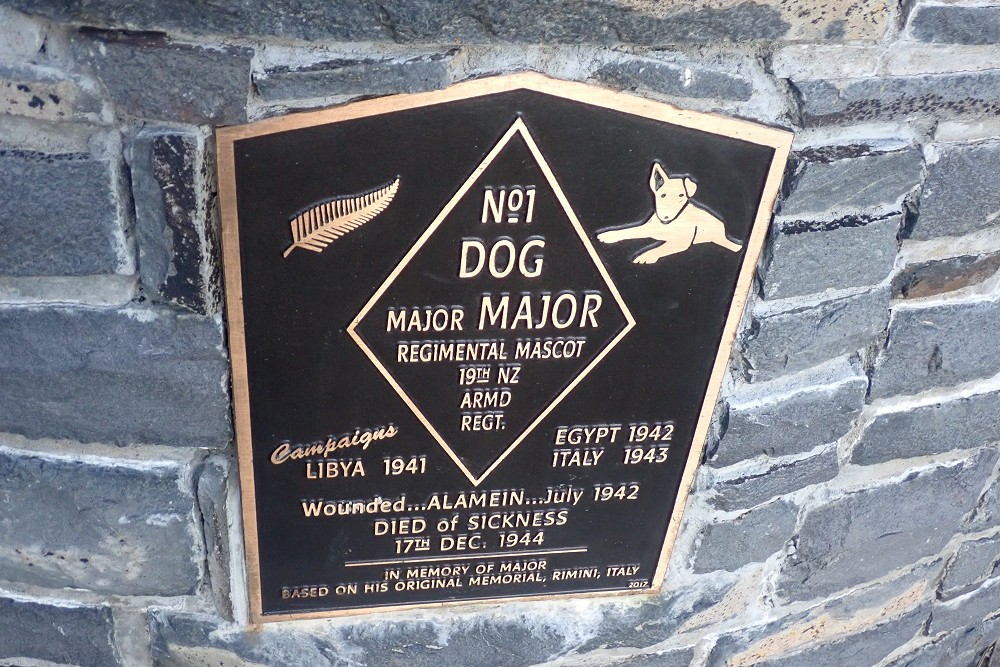 Nº1
DOG
MAJOR MAJOR
REGIMENTAL MASCOT
19TH NZ
ARMD
REGT.
Campaigns
LIBYA 1941
EGYPT 1942
ITALY 1943
Wounded...ALAMEIN...July 1942
DIED of SICKNESS
17TH DEC. 1944
IN MEMORY OF MAJOR
BASED ON HIS ORIGINAL MEMORIAL, RIMINI, ITALY
2017